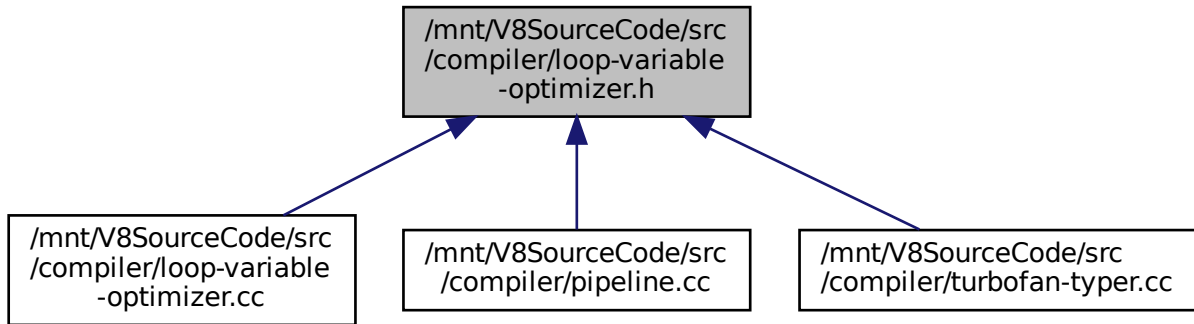 /mnt/V8SourceCode/src
/compiler/loop-variable
-optimizer.h
/mnt/V8SourceCode/src
/compiler/loop-variable
-optimizer.cc
/mnt/V8SourceCode/src
/compiler/pipeline.cc
/mnt/V8SourceCode/src
/compiler/turbofan-typer.cc